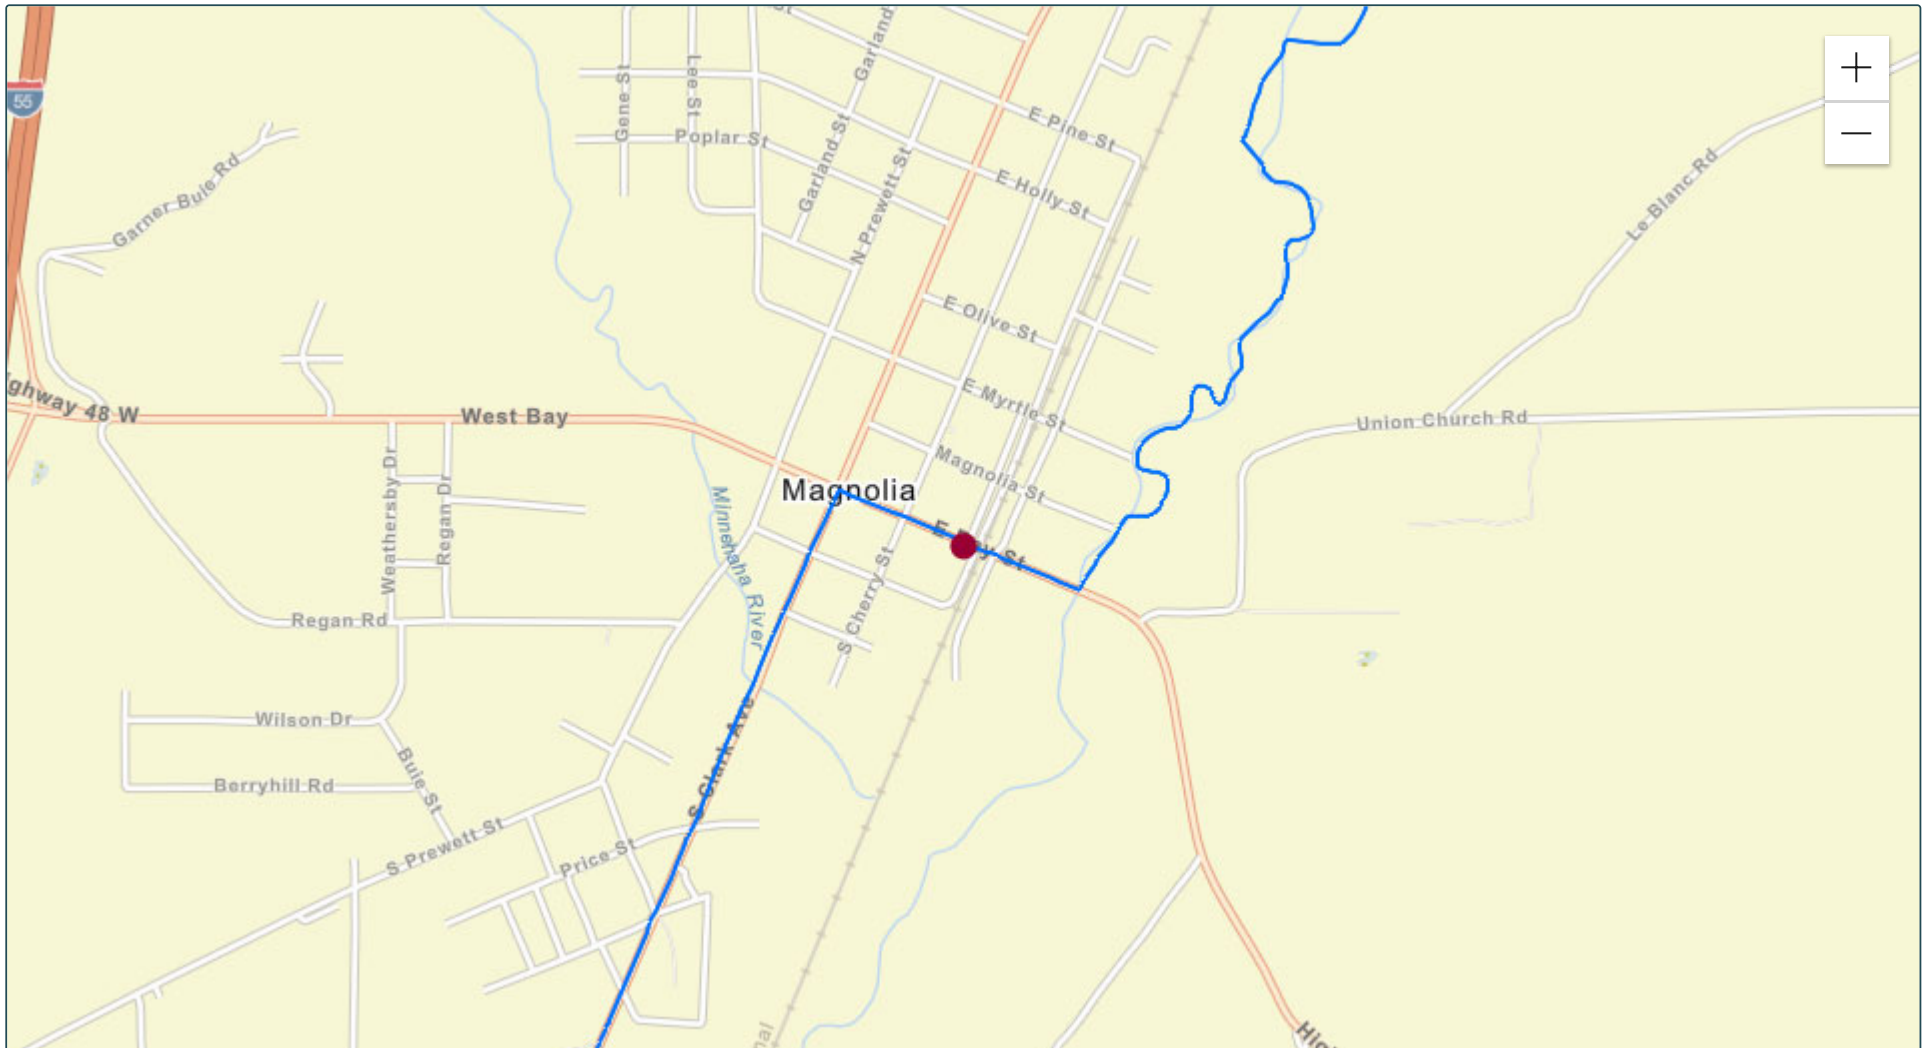 Garland
55
Gene St
Lee St
Poplar St
Garland St
N Prewett St
E Pine St
E Holly St
Le Blanc Rd
Garner Buie Rd
E Olive St
E Myrtle St
ighway 48 W
West Bay
Union Church Rd
Magnolia St
Magnolia
Weathersby Dr
Regan Dr
Minnehaha River
E Bay St
S Cherry St
Regan Rd
Wilson Dr
S Clark Ave
Buie St
Berryhill Rd
S Prewett St
Price St